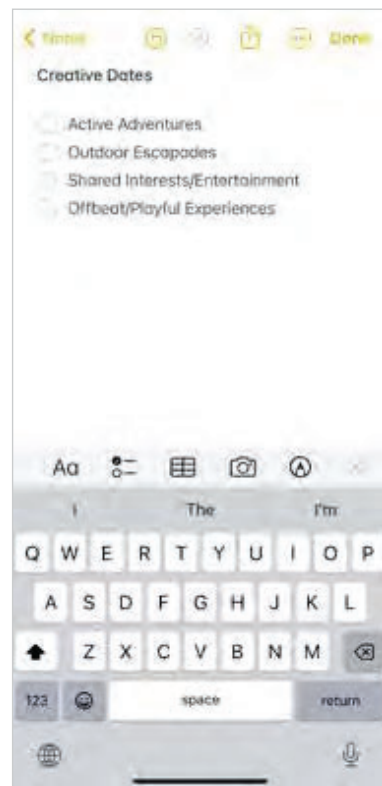 Notes Done
Creative Dates
Active Adventures
Outdoor Escapades
Shared Interests/Entertainment
Offbeat/Playful Experiences
Aa
I The I'm
Q W E R T Y U I O P
A S D F G H J K L
Z X C V B N M
123 space return